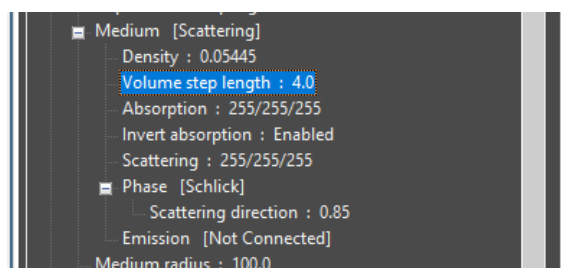 Medium [Scattering]
Density : 0.05445
Volume step length : 4.0
Absorption : 255/255/255
Invert absorption : Enabled
Scattering : 255/255/255
Phase [Schlick]
Scattering direction : 0.85
Emission [Not Connected]
Medium radius : 100.0